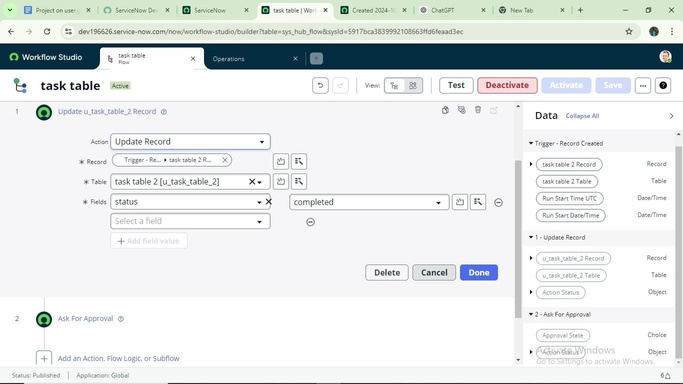 Project on user.
ServiceNow Dev
ServiceNow
task table | Wor
Created 2024-10
ChatGPT
New Tab
dev196626.service-now.com/now/workflow-studio/builder?table=sys_hub_flow&sysId=5917bca3839992108663ffd6feaad3ec
Workflow Studio
task table
Flow
Operations
task table Active
View:
Test
Deactivate
Activate
Save
1 Update u_task_table_2 Record
Action Update Record
* Record Trigger - Re... ▸ task table 2 R...
* Table task table 2 [u_task_table_2]
* Fields status completed
Select a field
+ Add field value
Delete
Cancel
Done
2 Ask For Approval
Add an Action, Flow Logic, or Subflow
Data Collapse All
Trigger - Record Created
task table 2 Record Record
task table 2 Table Table
Run Start Time UTC Date/Time
Run Start Date/Time Date/Time
1 - Update Record
u_task_table_2 Record Record
u_task_table_2 Table Table
Action Status Object
2 - Ask For Approval
Approval State Choice
Action Status Object
Activate Windows
Go to Settings to activate Windows.
Status: Published
Application: Global
6